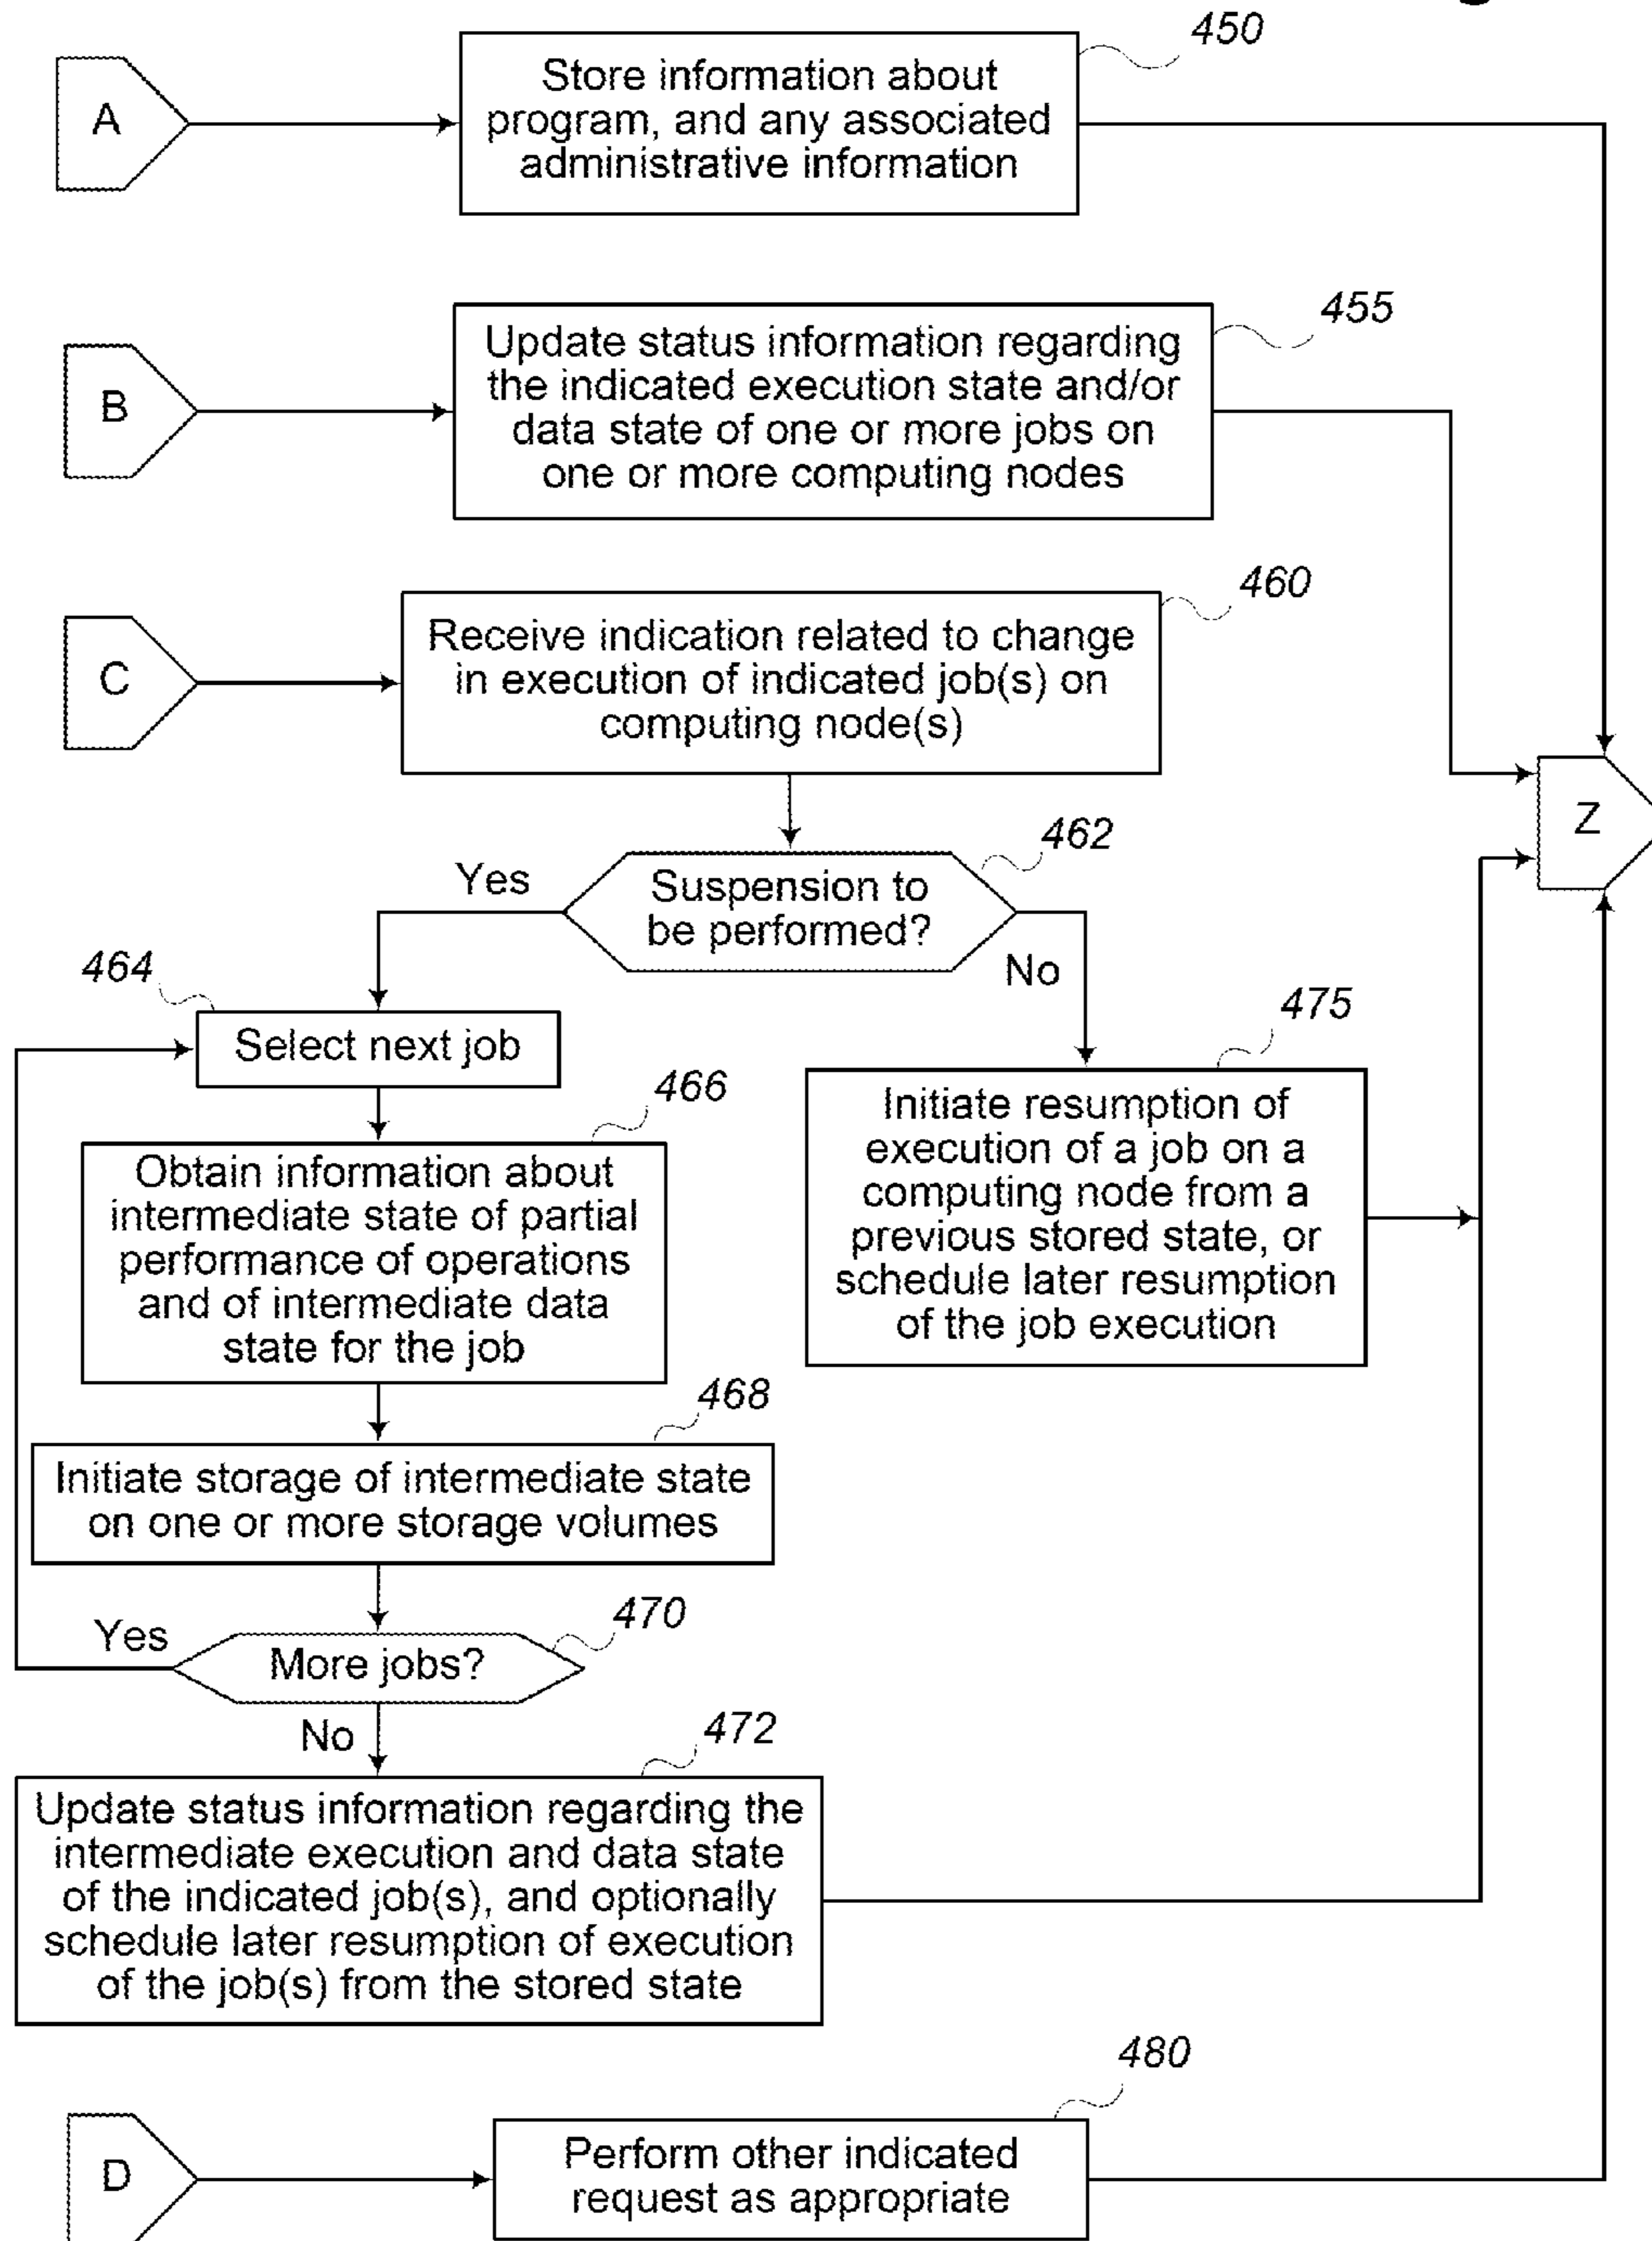 450
A
Store information about
program, and any associated
administrative information
455
B
Update status information regarding
the indicated execution state and/or
data state of one or more jobs on
one or more computing nodes
460
C
Receive indication related to change
in execution of indicated job(s) on
computing node(s)
Z
462
Yes
Suspension to
be performed?
No
464
Select next job
475
Initiate resumption of
execution of a job on a
computing node from a
previous stored state, or
schedule later resumption
of the job execution
466
Obtain information about
intermediate state of partial
performance of operations
and of intermediate data
state for the job
468
Initiate storage of intermediate state
on one or more storage volumes
470
Yes
More jobs?
No
472
Update status information regarding the
intermediate execution and data state
of the indicated job(s), and optionally
schedule later resumption of execution
of the job(s) from the stored state
480
D
Perform other indicated
request as appropriate